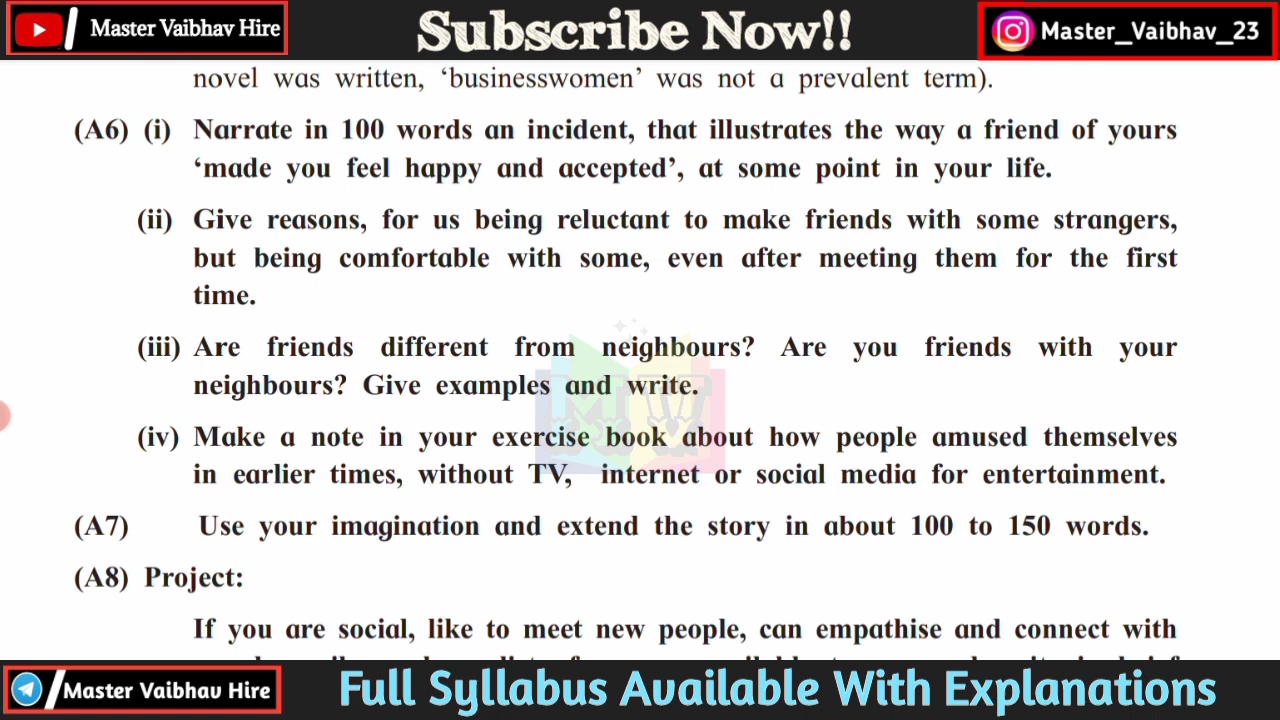 Master Vaibhav Hire
Subscribe Now!!
Master_Vaibhav_23
novel was written, ‘businesswomen’ was not a prevalent term).
(A6) (i) Narrate in 100 words an incident, that illustrates the way a friend of yours
‘made you feel happy and accepted’, at some point in your life.
(ii) Give reasons, for us being reluctant to make friends with some strangers,
but being comfortable with some, even after meeting them for the first
time.
(iii) Are friends different from neighbours? Are you friends with your
neighbours? Give examples and write.
(iv) Make a note in your exercise book about how people amused themselves
in earlier times, without TV, internet or social media for entertainment.
(A7) Use your imagination and extend the story in about 100 to 150 words.
(A8) Project:
If you are social, like to meet new people, can empathise and connect with
Master Vaibhav Hire
Full Syllabus Available With Explanations